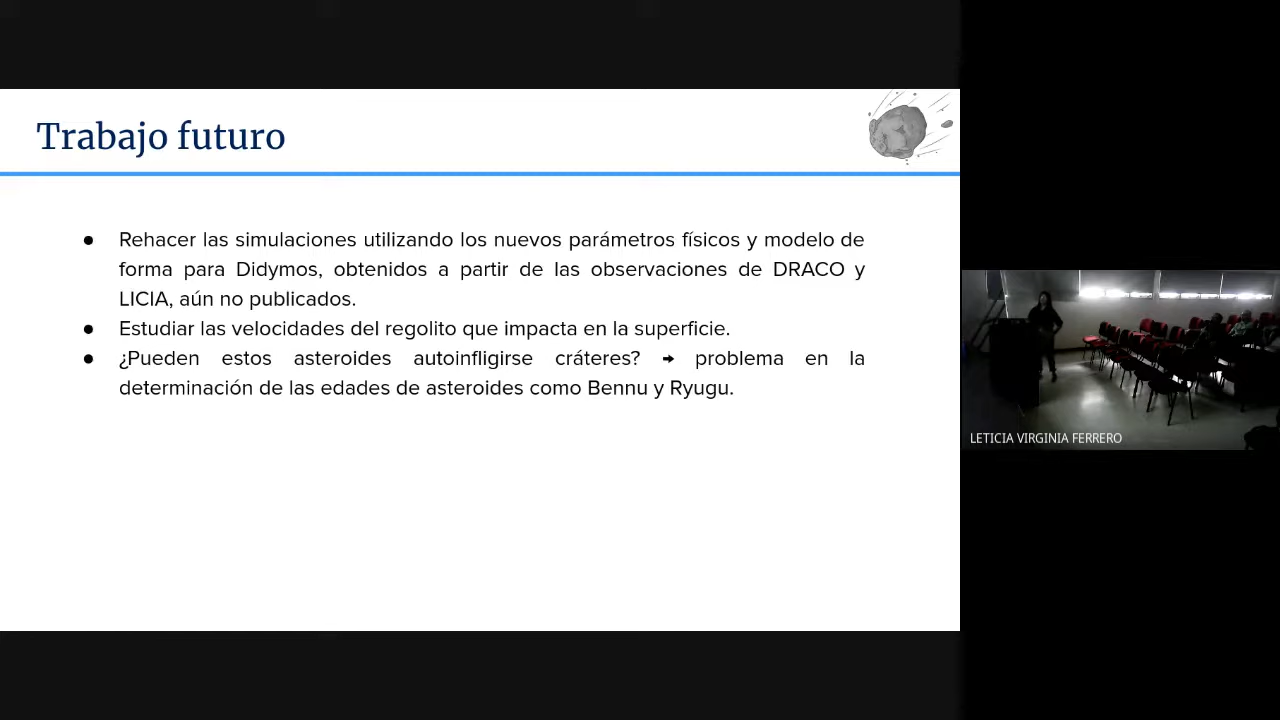 Trabajo futuro
● Rehacer las simulaciones utilizando los nuevos parámetros físicos y modelo de
forma para Didymos, obtenidos a partir de las observaciones de DRACO y
LICIA, aún no publicados.
● Estudiar las velocidades del regolito que impacta en la superficie.
● ¿Pueden estos asteroides autoinfligirse cráteres? → problema en la
determinación de las edades de asteroides como Bennu y Ryugu.
LETICIA VIRGINIA FERRERO